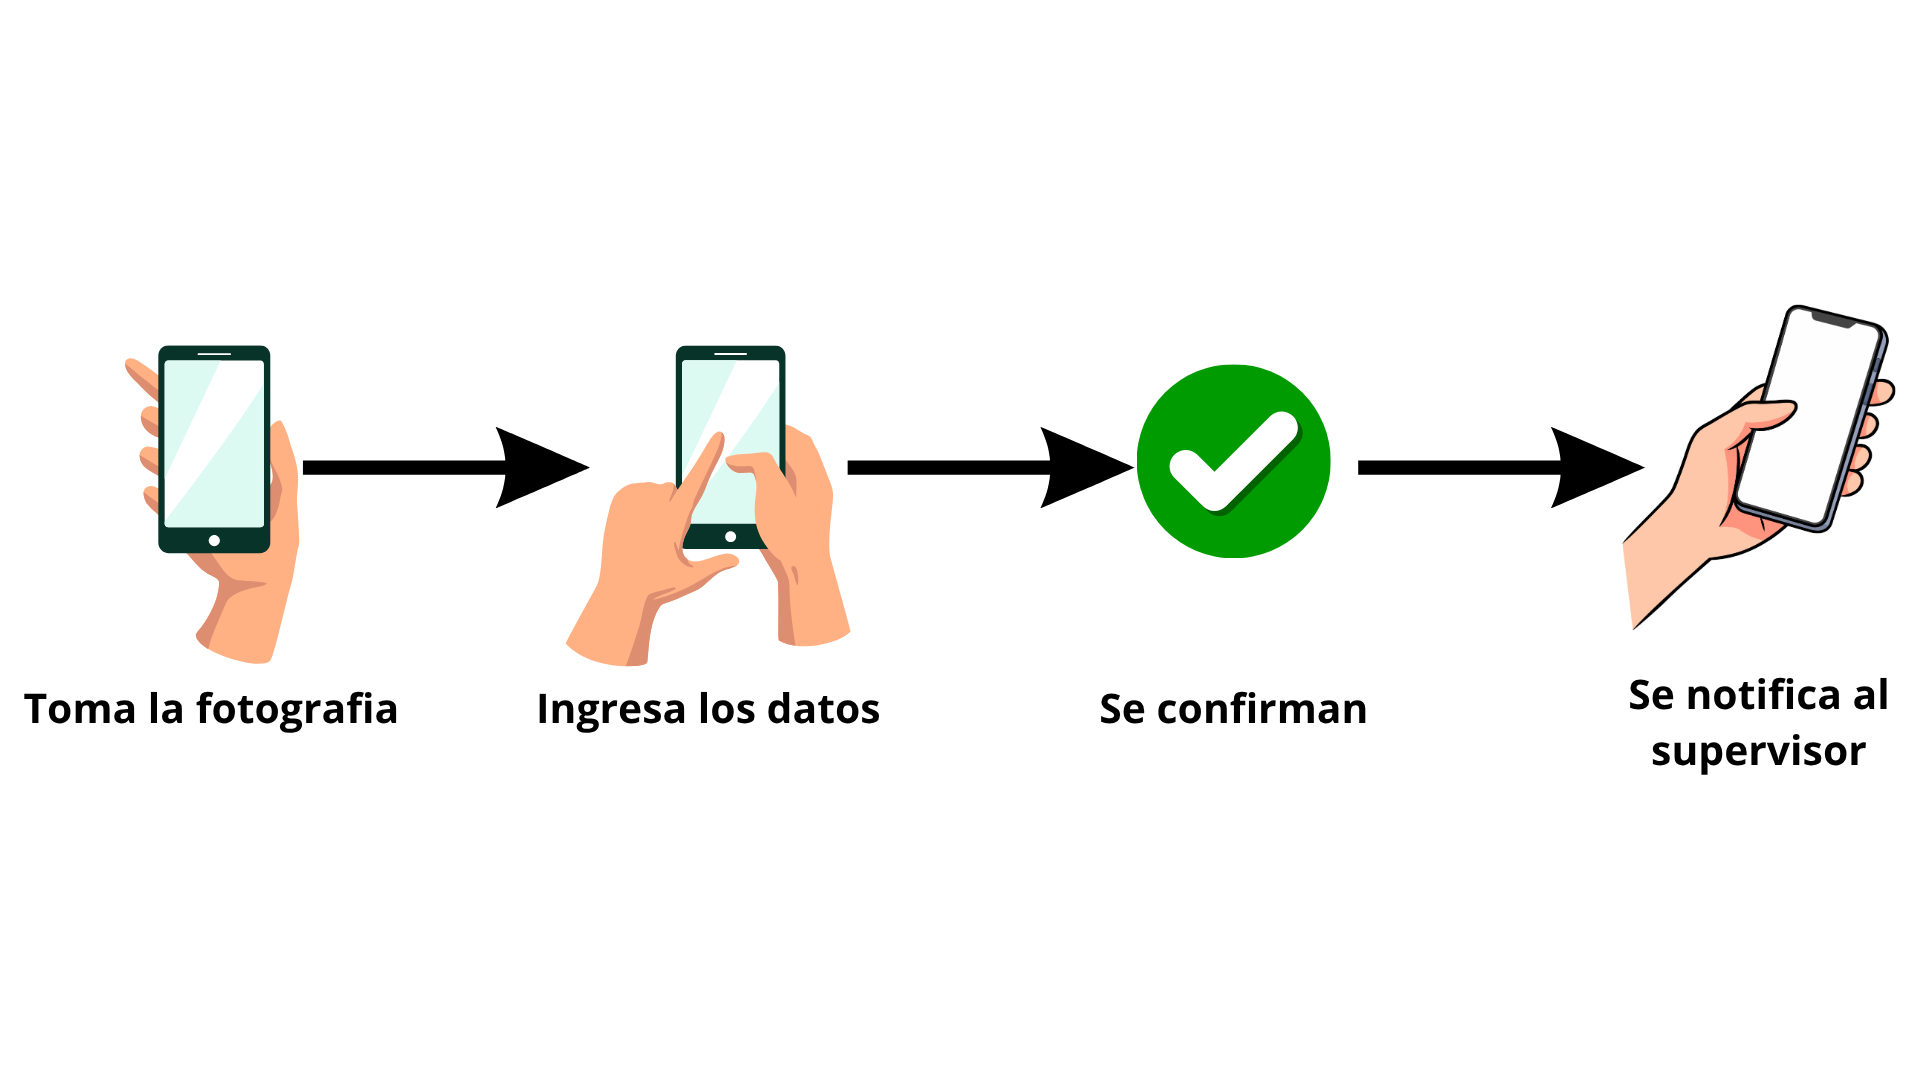 Toma la fotografia
Ingresa los datos
Se confirman
Se notifica al
supervisor